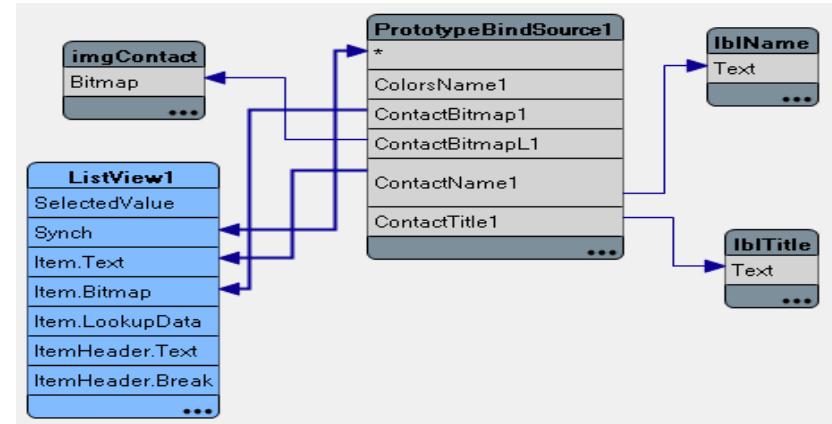 imgContact
Bitmap
...
ListView1
SelectedValue
Synch
Item.Text
Item.Bitmap
Item.LookupData
ItemHeader.Text
ItemHeader.Break
...
PrototypeBindSource1
*
ColorsName1
ContactBitmap1
ContactBitmapL1
ContactName1
ContactTitle1
...
lblName
Text
...
lblTitle
Text
...